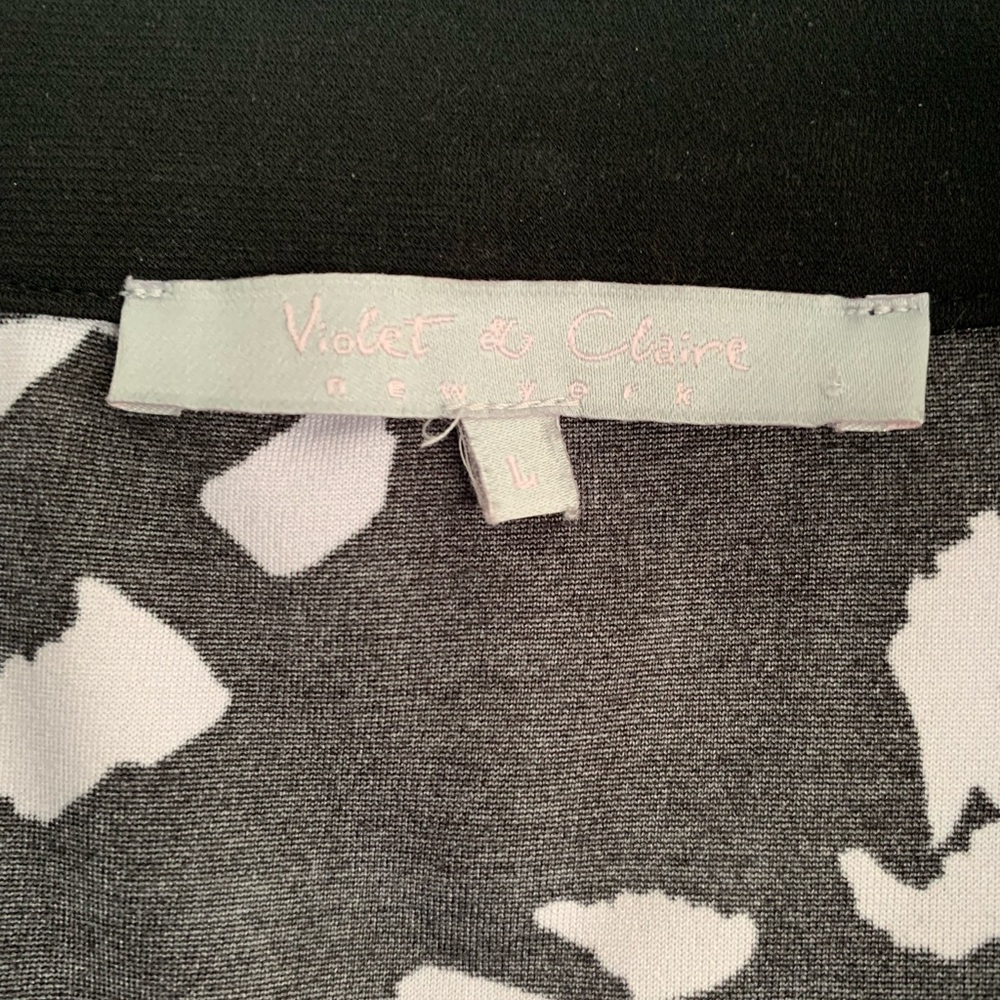 Violet & Claire
new york
L